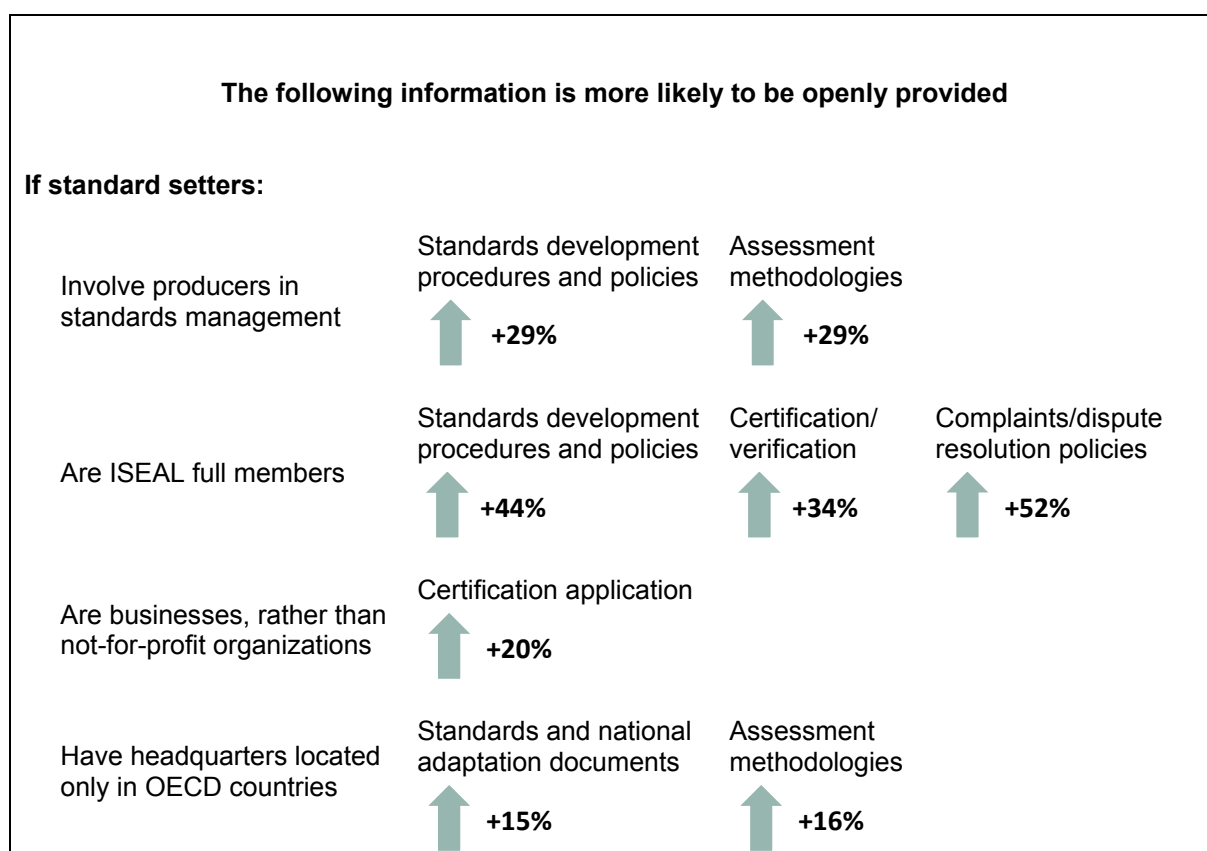 The following information is more likely to be openly provided
If standard setters:
Involve producers in
standards management
Standards development
procedures and policies
+29%
Assessment
methodologies
+29%
Are ISEAL full members
Standards development
procedures and policies
+44%
Certification/
verification
+34%
Complaints/dispute
resolution policies
+52%
Are businesses, rather than
not-for-profit organizations
Certification application
+20%
Have headquarters located
only in OECD countries
Standards and national
adaptation documents
+15%
Assessment
methodologies
+16%